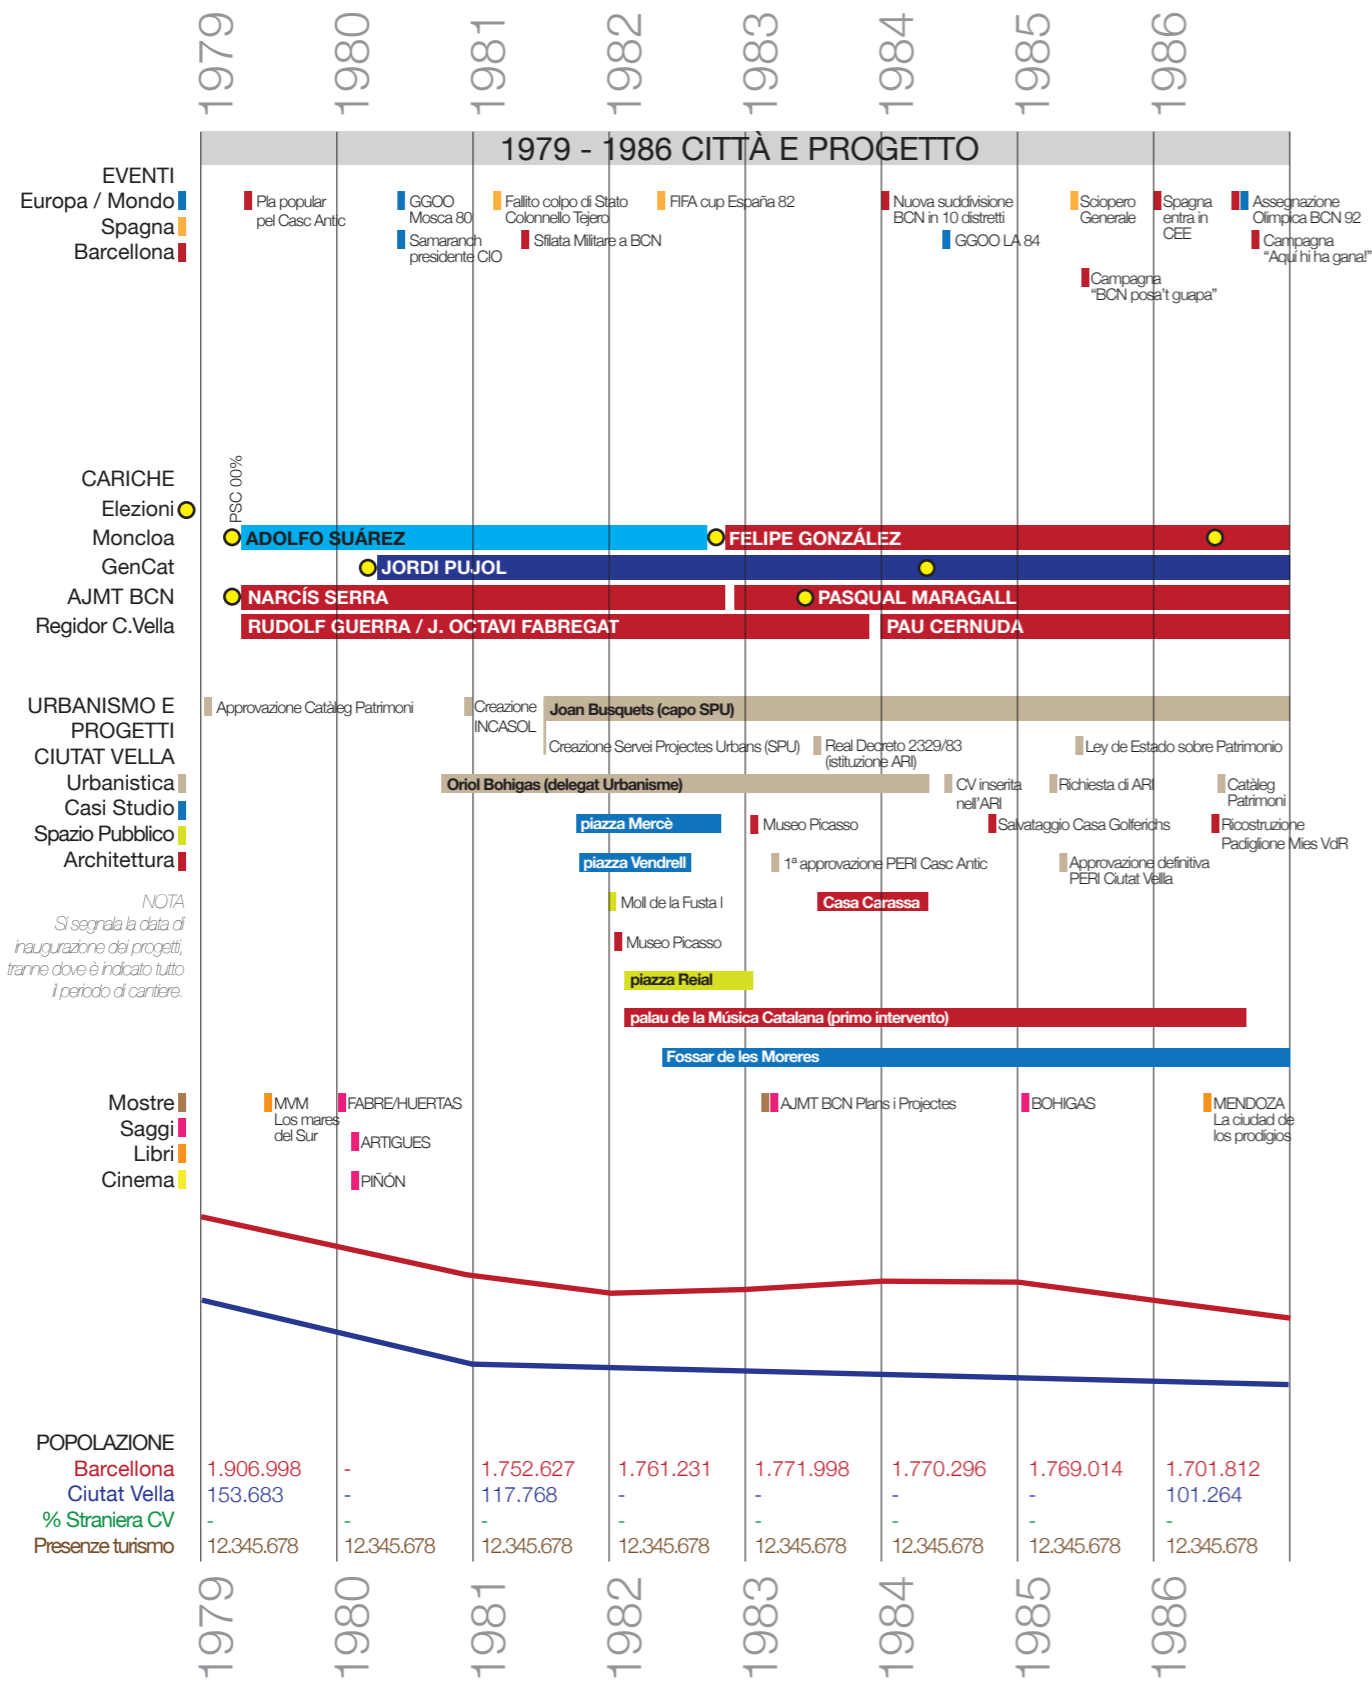 1979 1980 1981 1982 1983 1984 1985 1986
1979 - 1986 CITTÀ E PROGETTO
EVENTI
Europa / Mondo
Spagna
Barcellona
Pla popular
pel Casc Antic
GGOO
Mosca 80
Samaranch
presidente CIO
Fallito colpo di Stato
Colonnello Tejero
Sfilata Militare a BCN
FIFA cup España 82
Nuova suddivisione
BCN in 10 distretti
GGOO LA 84
Sciopero
Generale
Campagna
“BCN posa’t guapa”
Spagna
entra in
CEE
Assegnazione
Olimpica BCN 92
Campagna
“Aquí hi ha gana!”
CARICHE
Elezioni
Moncloa
GenCat
AJMT BCN
Regidor C.Vella
PSC 00%
ADOLFO SUÁREZ
FELIPE GONZÁLEZ
JORDI PUJOL
NARCÍS SERRA
PASQUAL MARAGALL
RUDOLF GUERRA / J. OCTAVI FABREGAT
PAU CERNUDA
URBANISMO E
PROGETTI
CIUTAT VELLA
Urbanistica
Casi Studio
Spazio Pubblico
Architettura
NOTA
Si segnala la data di
inaugurazione dei progetti,
tranne dove è indicato tutto
il periodo di cantiere.
Approvazione Catàleg Patrimoni
Creazione
INCASOL
Joan Busquets (capo SPU)
Creazione Servei Projectes Urbans (SPU)
Real Decreto 2329/83
(istituzione ARI)
Ley de Estado sobre Patrimonio
Oriol Bohigas (delegat Urbanisme)
CV inserita
nell’ARI
Richiesta di ARI
Catàleg
Patrimoni
piazza Mercè
Museo Picasso
Salvataggio Casa Golferichs
Ricostruzione
Padiglione Mies VdR
piazza Vendrell
1ª approvazione PERI Casc Antic
Approvazione definitiva
PERI Ciutat Vella
Moll de la Fusta I
Casa Carassa
Museo Picasso
piazza Reial
palau de la Música Catalana (primo intervento)
Fossar de les Moreres
Mostre
Saggi
Libri
Cinema
MVM
Los mares
del Sur
FABRE/HUERTAS
ARTIGUES
PIÑÓN
AJMT BCN Plans i Projectes
BOHIGAS
MENDOZA
La ciudad de
los prodígios
POPOLAZIONE
Barcellona 1.906.998 - 1.752.627 1.761.231 1.771.998 1.770.296 1.769.014 1.701.812
Ciutat Vella 153.683 - 117.768 - - - - 101.264
% Straniera CV - - - - - - - -
Presenze turismo 12.345.678 12.345.678 12.345.678 12.345.678 12.345.678 12.345.678 12.345.678 12.345.678
1979 1980 1981 1982 1983 1984 1985 1986